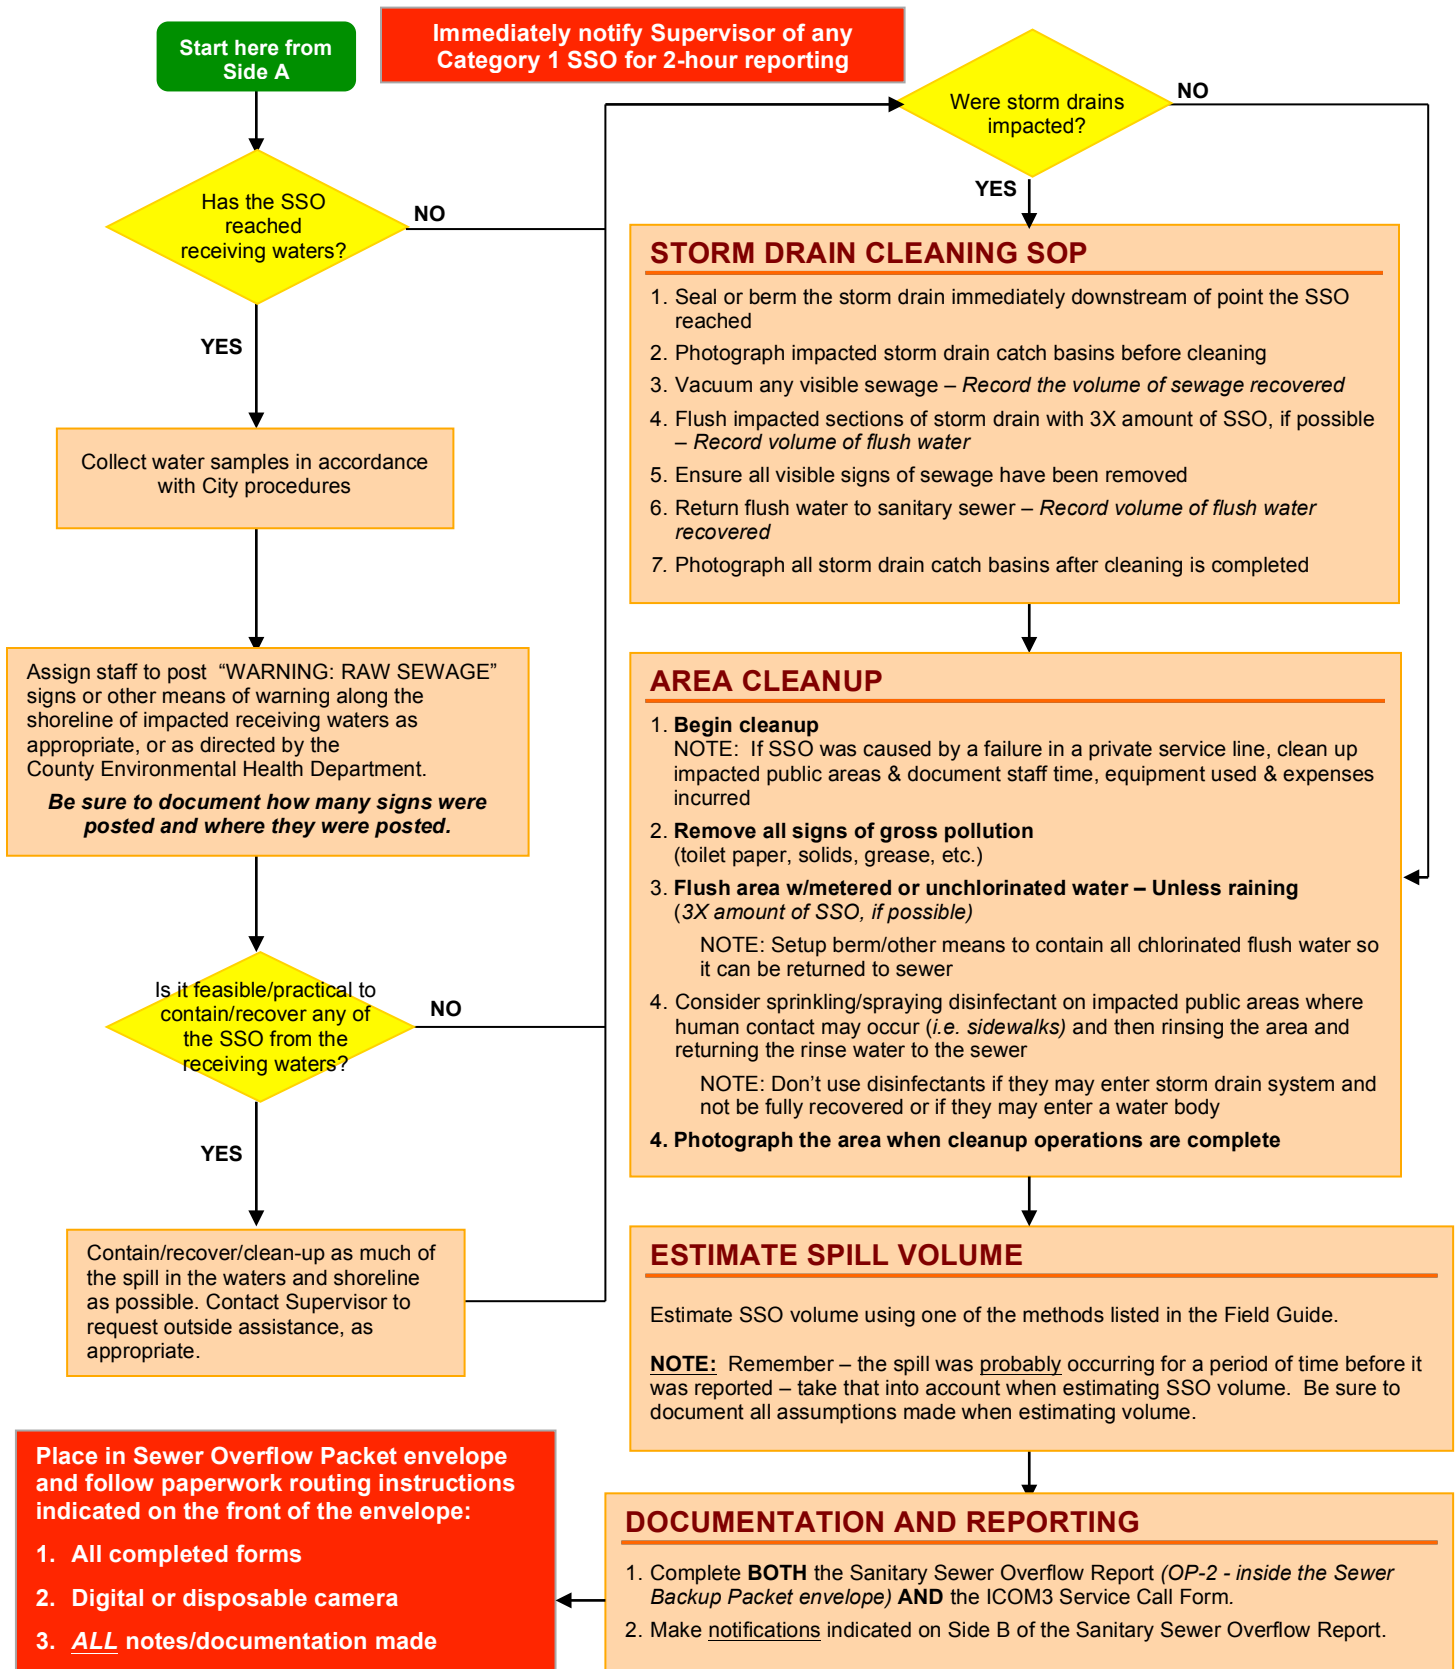 Start here from
Side A
Immediately notify Supervisor of any
Category 1 SSO for 2-hour reporting
Has the SSO
reached
receiving waters?
NO
YES
Collect water samples in accordance
with City procedures
Assign staff to post “WARNING: RAW SEWAGE”
signs or other means of warning along the
shoreline of impacted receiving waters as
appropriate, or as directed by the
County Environmental Health Department.
Be sure to document how many signs were
posted and where they were posted.
Is it feasible/practical to
contain/recover any of
the SSO from the
receiving waters?
NO
YES
Contain/recover/clean-up as much of
the spill in the waters and shoreline
as possible. Contact Supervisor to
request outside assistance, as
appropriate.
Were storm drains
impacted?
NO
YES
STORM DRAIN CLEANING SOP
1. Seal or berm the storm drain immediately downstream of point the SSO
reached
2. Photograph impacted storm drain catch basins before cleaning
3. Vacuum any visible sewage – Record the volume of sewage recovered
4. Flush impacted sections of storm drain with 3X amount of SSO, if possible
– Record volume of flush water
5. Ensure all visible signs of sewage have been removed
6. Return flush water to sanitary sewer – Record volume of flush water
recovered
7. Photograph all storm drain catch basins after cleaning is completed
AREA CLEANUP
1. Begin cleanup
NOTE: If SSO was caused by a failure in a private service line, clean up
impacted public areas & document staff time, equipment used & expenses
incurred
2. Remove all signs of gross pollution
(toilet paper, solids, grease, etc.)
3. Flush area w/metered or unchlorinated water – Unless raining
(3X amount of SSO, if possible)
NOTE: Setup berm/other means to contain all chlorinated flush water so
it can be returned to sewer
4. Consider sprinkling/spraying disinfectant on impacted public areas where
human contact may occur (i.e. sidewalks) and then rinsing the area and
returning the rinse water to the sewer
NOTE: Don’t use disinfectants if they may enter storm drain system and
not be fully recovered or if they may enter a water body
4. Photograph the area when cleanup operations are complete
ESTIMATE SPILL VOLUME
Estimate SSO volume using one of the methods listed in the Field Guide.
NOTE: Remember – the spill was probably occurring for a period of time before it
was reported – take that into account when estimating SSO volume. Be sure to
document all assumptions made when estimating volume.
DOCUMENTATION AND REPORTING
1. Complete BOTH the Sanitary Sewer Overflow Report (OP-2 - inside the Sewer
Backup Packet envelope) AND the ICOM3 Service Call Form.
2. Make notifications indicated on Side B of the Sanitary Sewer Overflow Report.
Place in Sewer Overflow Packet envelope
and follow paperwork routing instructions
indicated on the front of the envelope:
1. All completed forms
2. Digital or disposable camera
3. ALL notes/documentation made